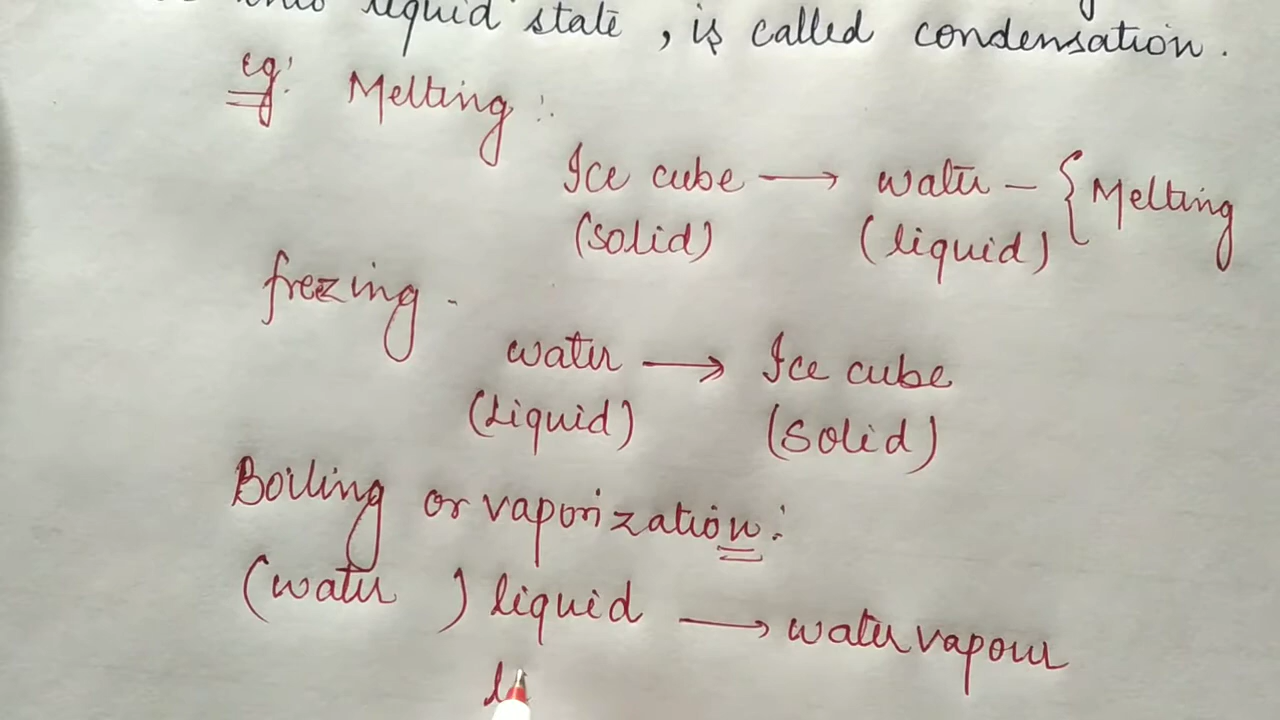 liquid state, is called condensation.
eg: Melting:
Ice cube → water - { Melting
(solid) (liquid)
frezing -
water → Ice cube
(Liquid) (Solid)
Boiling or vaporization:
(water ) liquid → water vapour